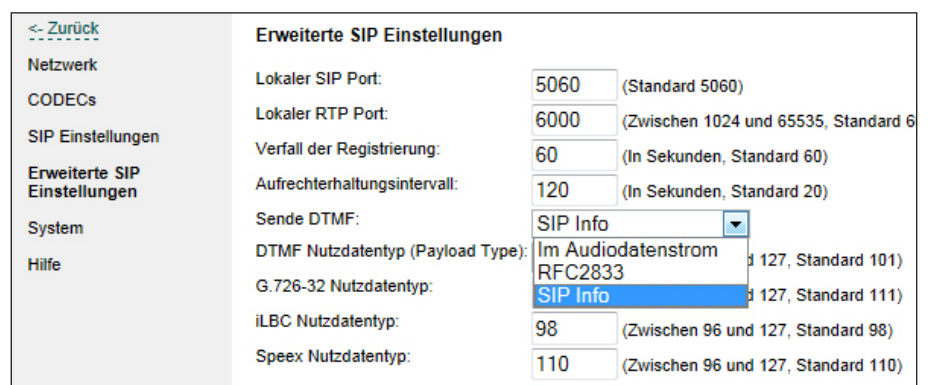 <- Zurück
Netzwerk
CODECs
SIP Einstellungen
Erweiterte SIP
Einstellungen
System
Hilfe
Erweiterte SIP Einstellungen
Lokaler SIP Port: 5060 (Standard 5060)
Lokaler RTP Port: 6000 (Zwischen 1024 und 65535, Standard 6
Verfall der Registrierung: 60 (In Sekunden, Standard 60)
Aufrechterhaltungsintervall: 120 (In Sekunden, Standard 20)
Sende DTMF: SIP Info
Im Audiodatenstrom
RFC2833
SIP Info
DTMF Nutzdatentyp (Payload Type): d 127, Standard 101)
G.726-32 Nutzdatentyp: d 127, Standard 111)
iLBC Nutzdatentyp: 98 (Zwischen 96 und 127, Standard 98)
Speex Nutzdatentyp: 110 (Zwischen 96 und 127, Standard 110)